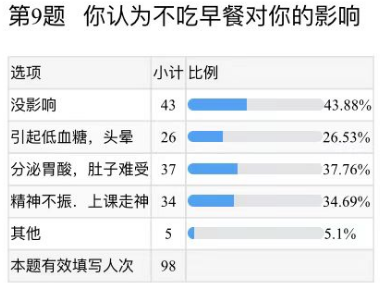 第9题 你认为不吃早餐对你的影响
选项 小计 比例
没影响 43 43.88%
引起低血糖，头晕 26 26.53%
分泌胃酸，肚子难受 37 37.76%
精神不振．上课走神 34 34.69%
其他 5 5.1%
本题有效填写人次 98